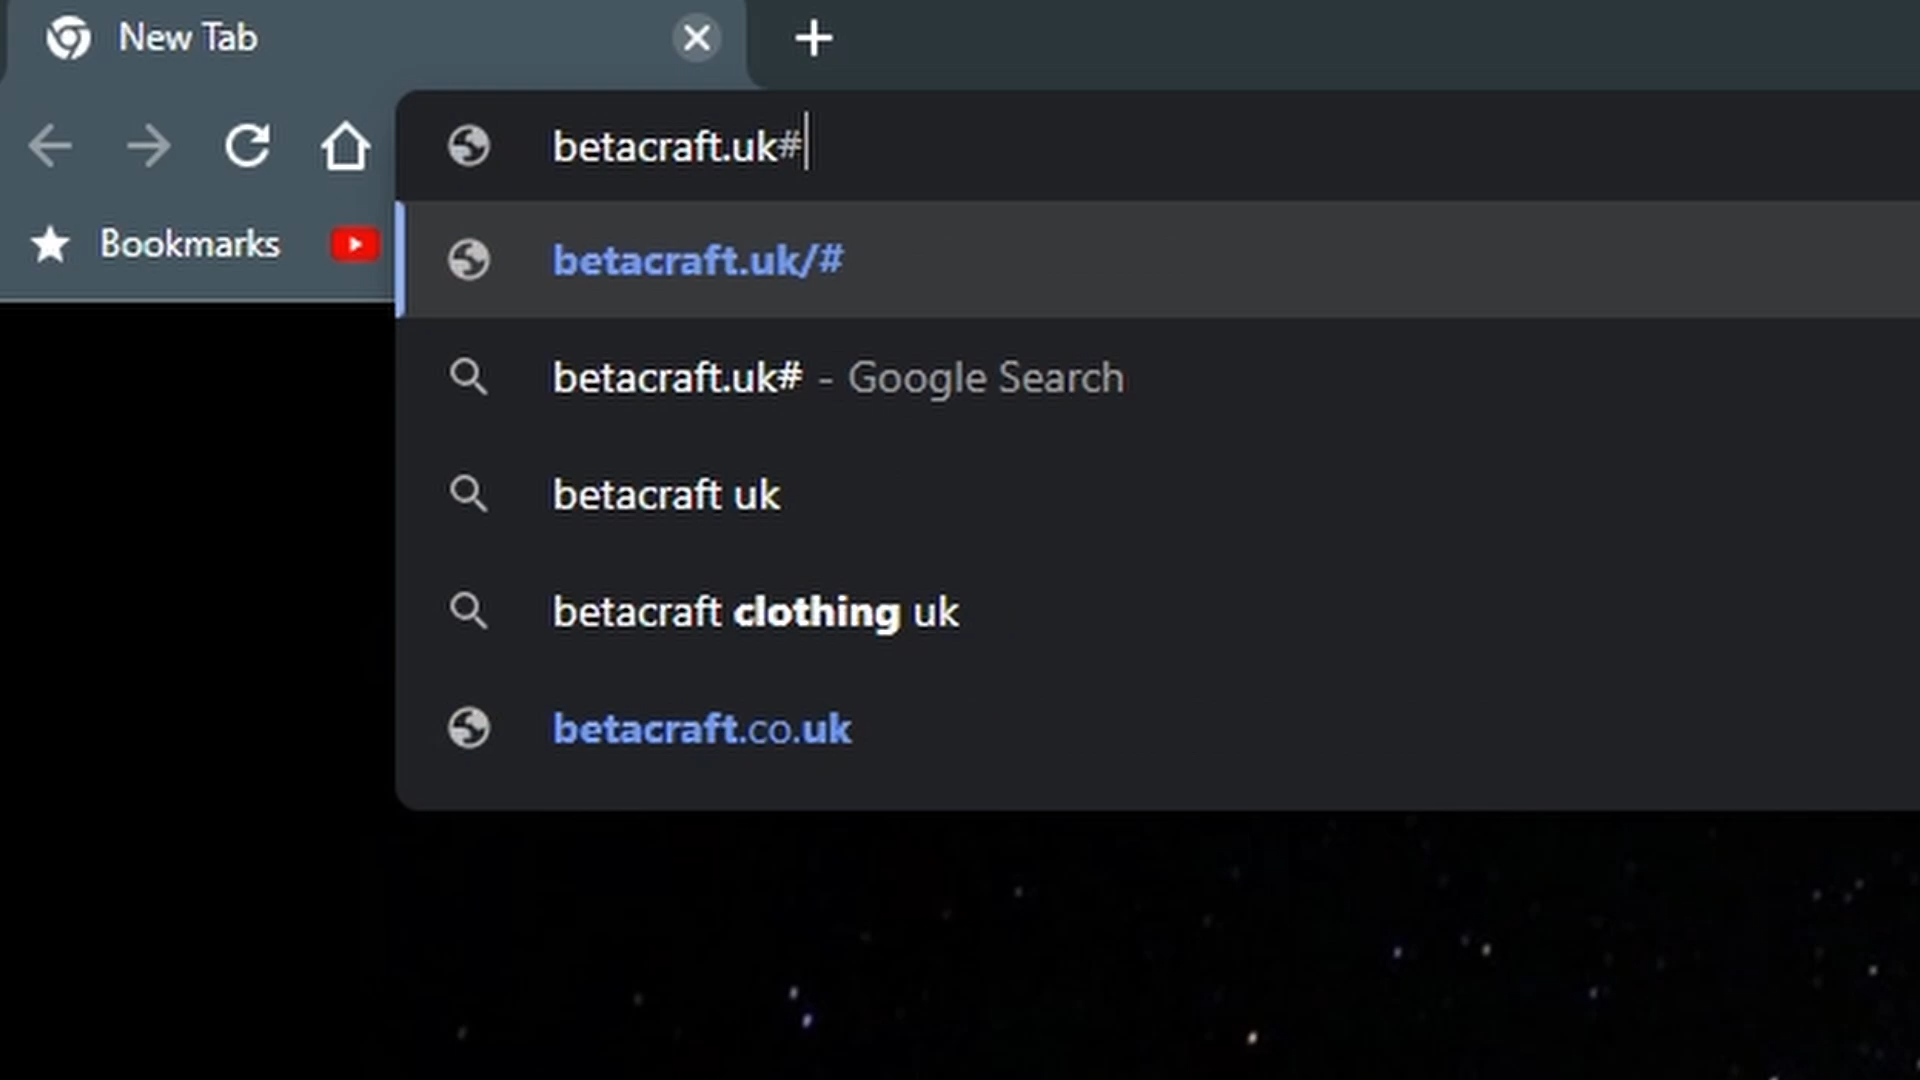 New Tab
betacraft.uk#
Bookmarks
betacraft.uk/#
betacraft.uk# - Google Search
betacraft uk
betacraft clothing uk
betacraft.co.uk